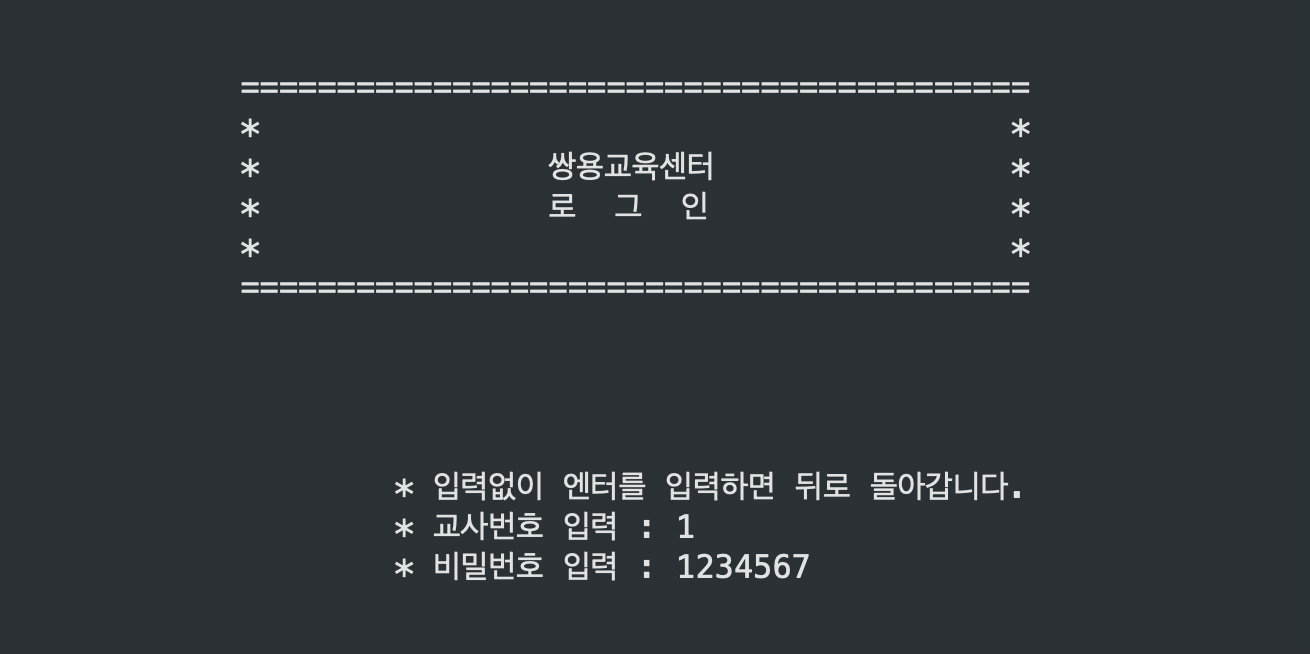 =========================================
*                                       *
*               쌍용교육센터               *
*               로  그  인               *
*                                       *
=========================================
* 입력없이 엔터를 입력하면 뒤로 돌아갑니다.
* 교사번호 입력 : 1
* 비밀번호 입력 : 1234567